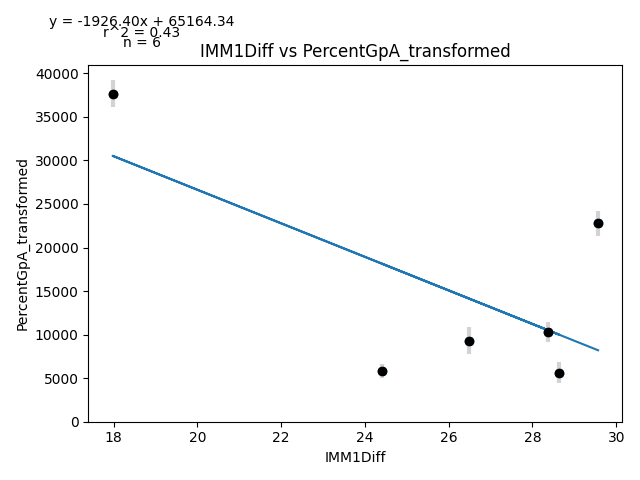 y = -1926.40x + 65164.34
r^2 = 0.43
n = 6
IMM1Diff vs PercentGpA_transformed
40000
35000
30000
25000
20000
15000
10000
5000
0
PercentGpA_transformed
18 20 22 24 26 28 30
IMM1Diff